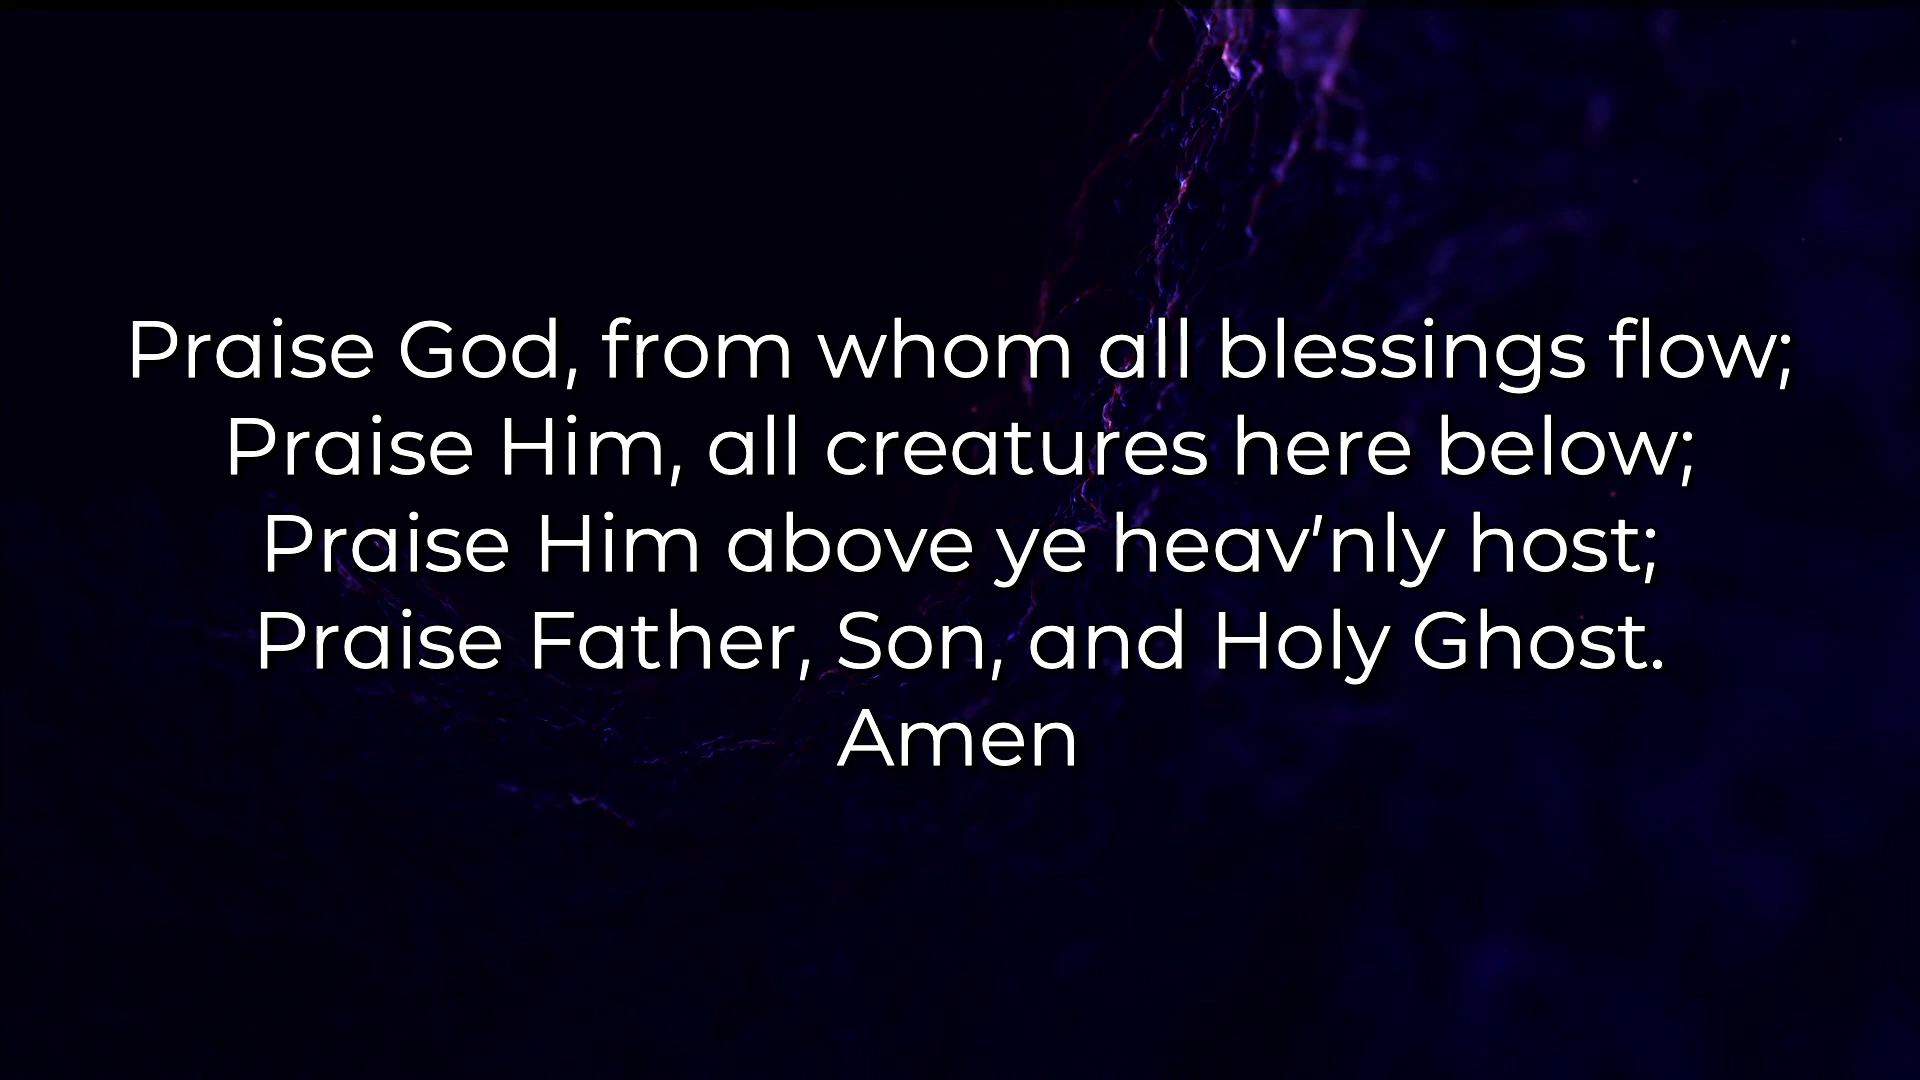 Praise God, from whom all blessings flow;
Praise Him, all creatures here below;
Praise Him above ye heav’nly host;
Praise Father, Son, and Holy Ghost.
Amen